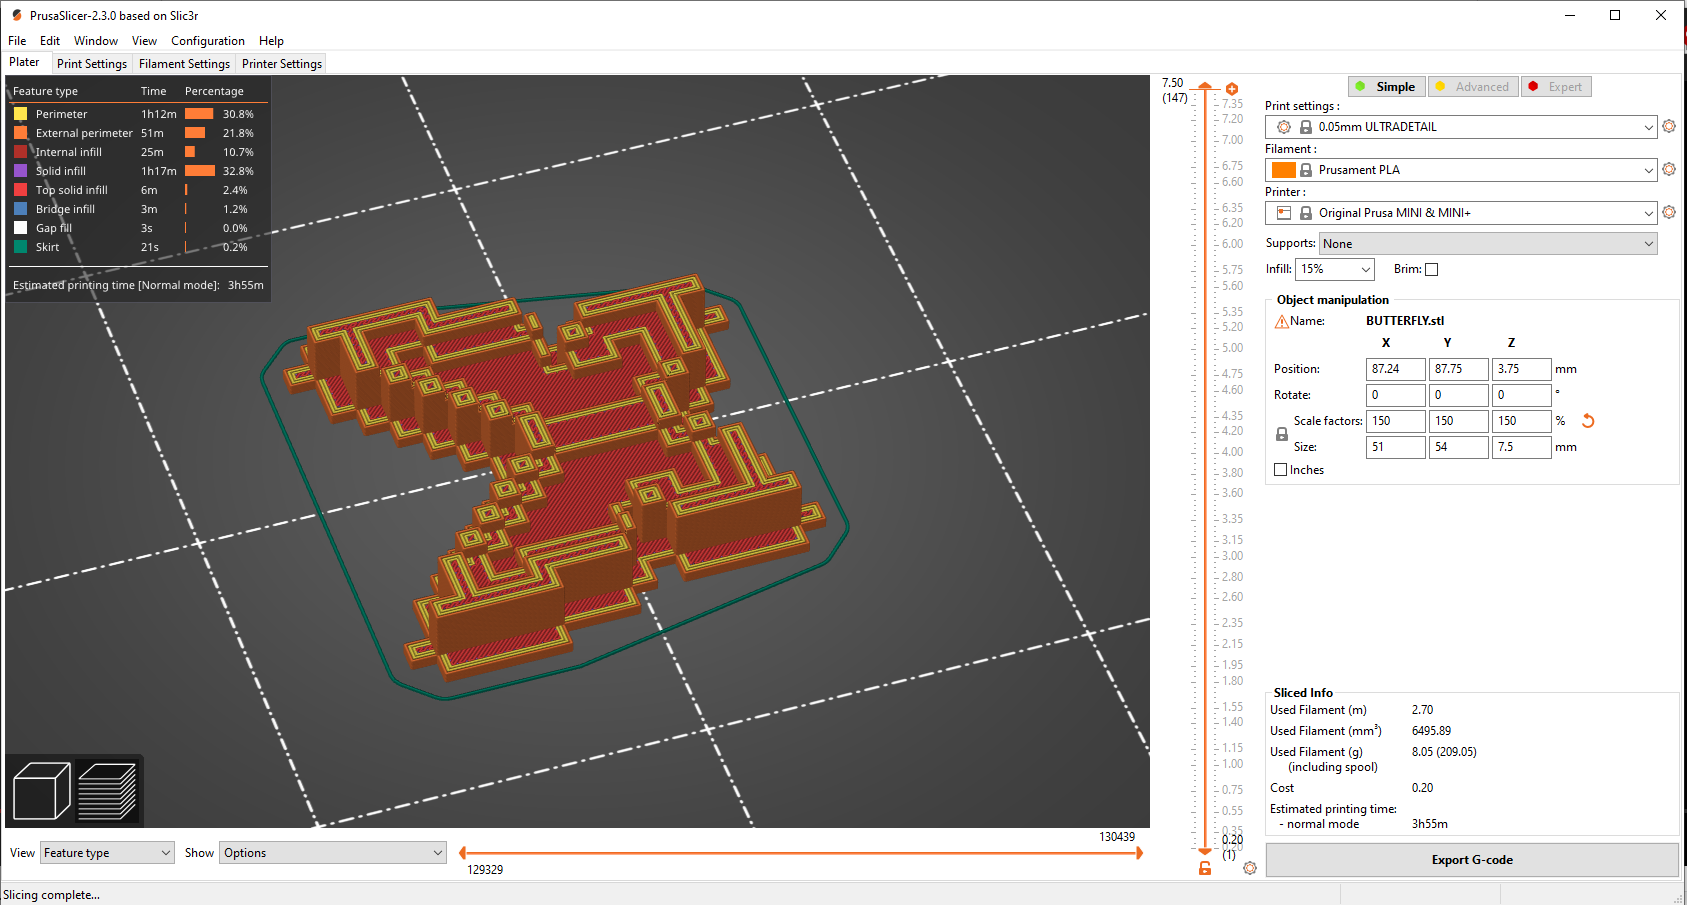 PrusaSlicer-2.3.0 based on Slic3r
File Edit Window View Configuration Help
Plater Print Settings Filament Settings Printer Settings
Feature type Time Percentage
Perimeter 1h12m 30.8%
External perimeter 51m 21.8%
Internal infill 25m 10.7%
Solid infill 1h17m 32.8%
Top solid infill 6m 2.4%
Bridge infill 3m 1.2%
Gap fill 3s 0.0%
Skirt 21s 0.2%
Estimated printing time [Normal mode]: 3h55m
7.50
(147)
7.35
7.20
7.00
6.75
6.60
6.35
6.20
6.00
5.75
5.60
5.35
5.20
5.00
4.75
4.60
4.35
4.20
4.00
3.80
3.60
3.35
3.15
3.00
2.80
2.60
2.35
2.15
1.95
1.80
1.55
1.40
1.15
1.00
0.75
0.55
0.35
0.20
0.20
(1)
Simple Advanced Expert
Print settings :
0.05mm ULTRADETAIL
Filament :
Prusament PLA
Printer :
Original Prusa MINI & MINI+
Supports: None
Infill: 15% Brim:
Object manipulation
Name: BUTTERFLY.stl
X Y Z
Position: 87.24 87.75 3.75 mm
Rotate: 0 0 0 °
Scale factors: 150 150 150 %
Size: 51 54 7.5 mm
Inches
Sliced Info
Used Filament (m) 2.70
Used Filament (mm³) 6495.89
Used Filament (g) 8.05 (209.05)
(including spool)
Cost 0.20
Estimated printing time:
- normal mode 3h55m
Export G-code
130439
View Feature type Show Options
129329
Slicing complete...